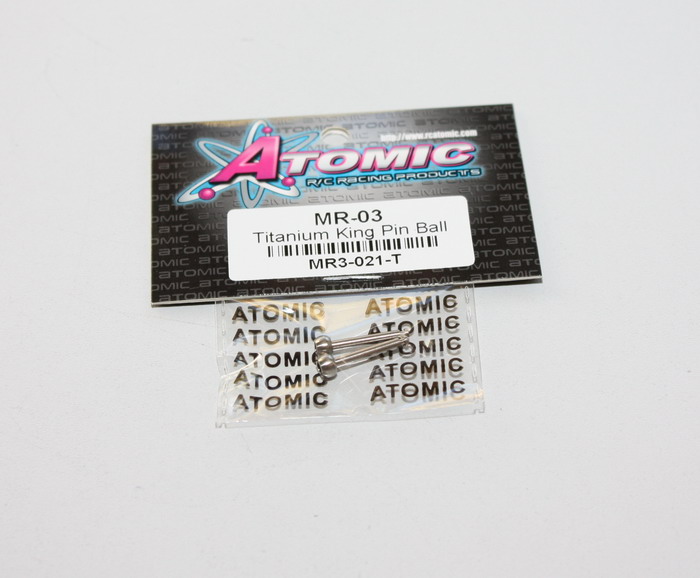 http://www.rcatomic.com
ATOMIC
R/C RACING PRODUCTS
MR-03
Titanium King Pin Ball
MR3-021-T
ATOMIC ATOMIC
ATOMIC ATOMIC
ATOMIC ATOMIC
ATOMIC ATOMIC
ATOMIC ATOMIC